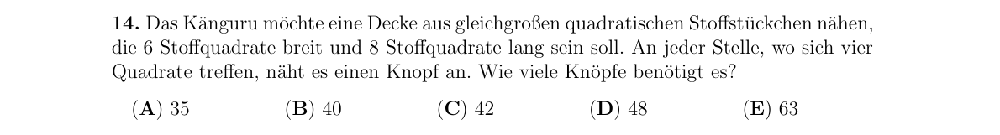 14. Das Känguru möchte eine Decke aus gleichgroßen quadratischen Stoffstückchen nähen,
die 6 Stoffquadrate breit und 8 Stoffquadrate lang sein soll. An jeder Stelle, wo sich vier
Quadrate treffen, näht es einen Knopf an. Wie viele Knöpfe benötigt es?
(A) 35 (B) 40 (C) 42 (D) 48 (E) 63